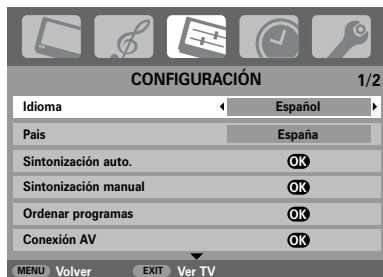 CONFIGURACIÓN 1/2
Idioma Español
Pais España
Sintonización auto. OK
Sintonización manual OK
Ordenar programas OK
Conexión AV OK
MENU Volver EXIT Ver TV